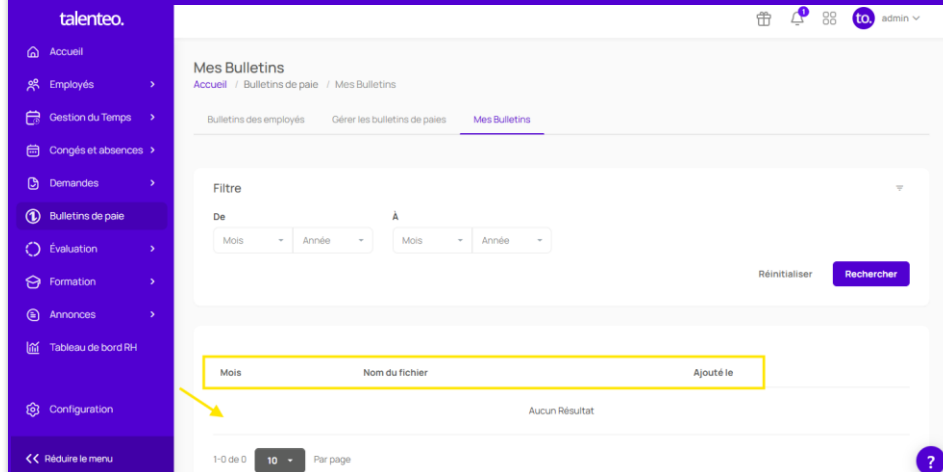 talenteo.
to.
admin
Accueil
Employés
Gestion du Temps
Congés et absences
Demandes
Bulletins de paie
Évaluation
Formation
Annonces
Tableau de bord RH
Configuration
Réduire le menu
Mes Bulletins
Accueil / Bulletins de paie / Mes Bulletins
Bulletins des employés Gérer les bulletins de paies Mes Bulletins
Filtre
De À
Mois Année Mois Année
Réinitialiser Rechercher
Mois Nom du fichier Ajouté le
Aucun Résultat
1-0 de 0 10 Par page
?